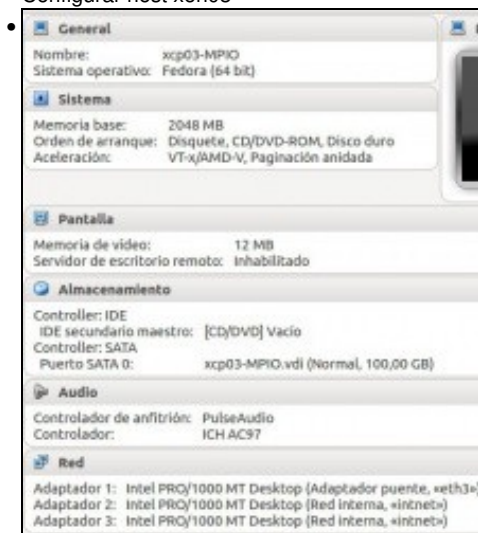 General
Nombre: xcp03-MPIO
Sistema operativo: Fedora (64 bit)
Sistema
Memoria base: 2048 MB
Orden de arranque: Disquete, CD/DVD-ROM, Disco duro
Aceleración: VT-x/AMD-V, Paginación anidada
Pantalla
Memoria de vídeo: 12 MB
Servidor de escritorio remoto: Inhabilitado
Almacenamiento
Controller: IDE
IDE secundario maestro: [CD/DVD] Vacío
Controller: SATA
Puerto SATA 0: xcp03-MPIO.vdi (Normal, 100,00 GB)
Audio
Controlador de anfitrión: PulseAudio
Controlador: ICH AC97
Red
Adaptador 1: Intel PRO/1000 MT Desktop (Adaptador puente, «eth3»)
Adaptador 2: Intel PRO/1000 MT Desktop (Red interna, «intnet»)
Adaptador 3: Intel PRO/1000 MT Desktop (Red interna, «intnet»)